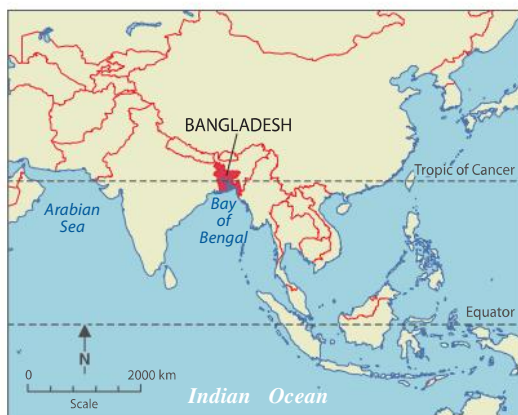 BANGLADESH
Tropic of Cancer
Arabian
Sea
Bay
of
Bengal
Equator
N
0 2000 km
Scale
Indian Ocean